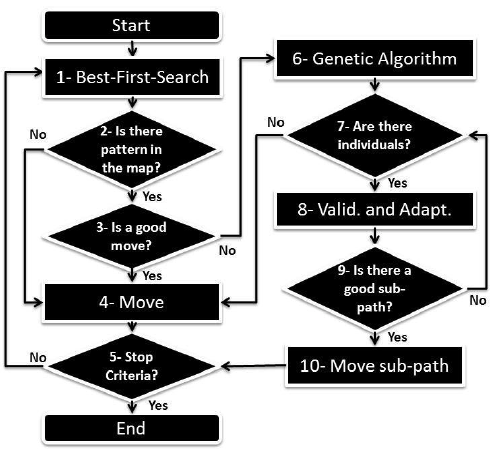 Start
1- Best-First-Search
No
2- Is there
pattern in
the map?
Yes
3- Is a good
move?
No
Yes
4- Move
No
5- Stop
Criteria?
Yes
End
6- Genetic Algorithm
No
7- Are there
individuals?
Yes
8- Valid. and Adapt.
9- Is there a
good sub-
path?
No
Yes
10- Move sub-path